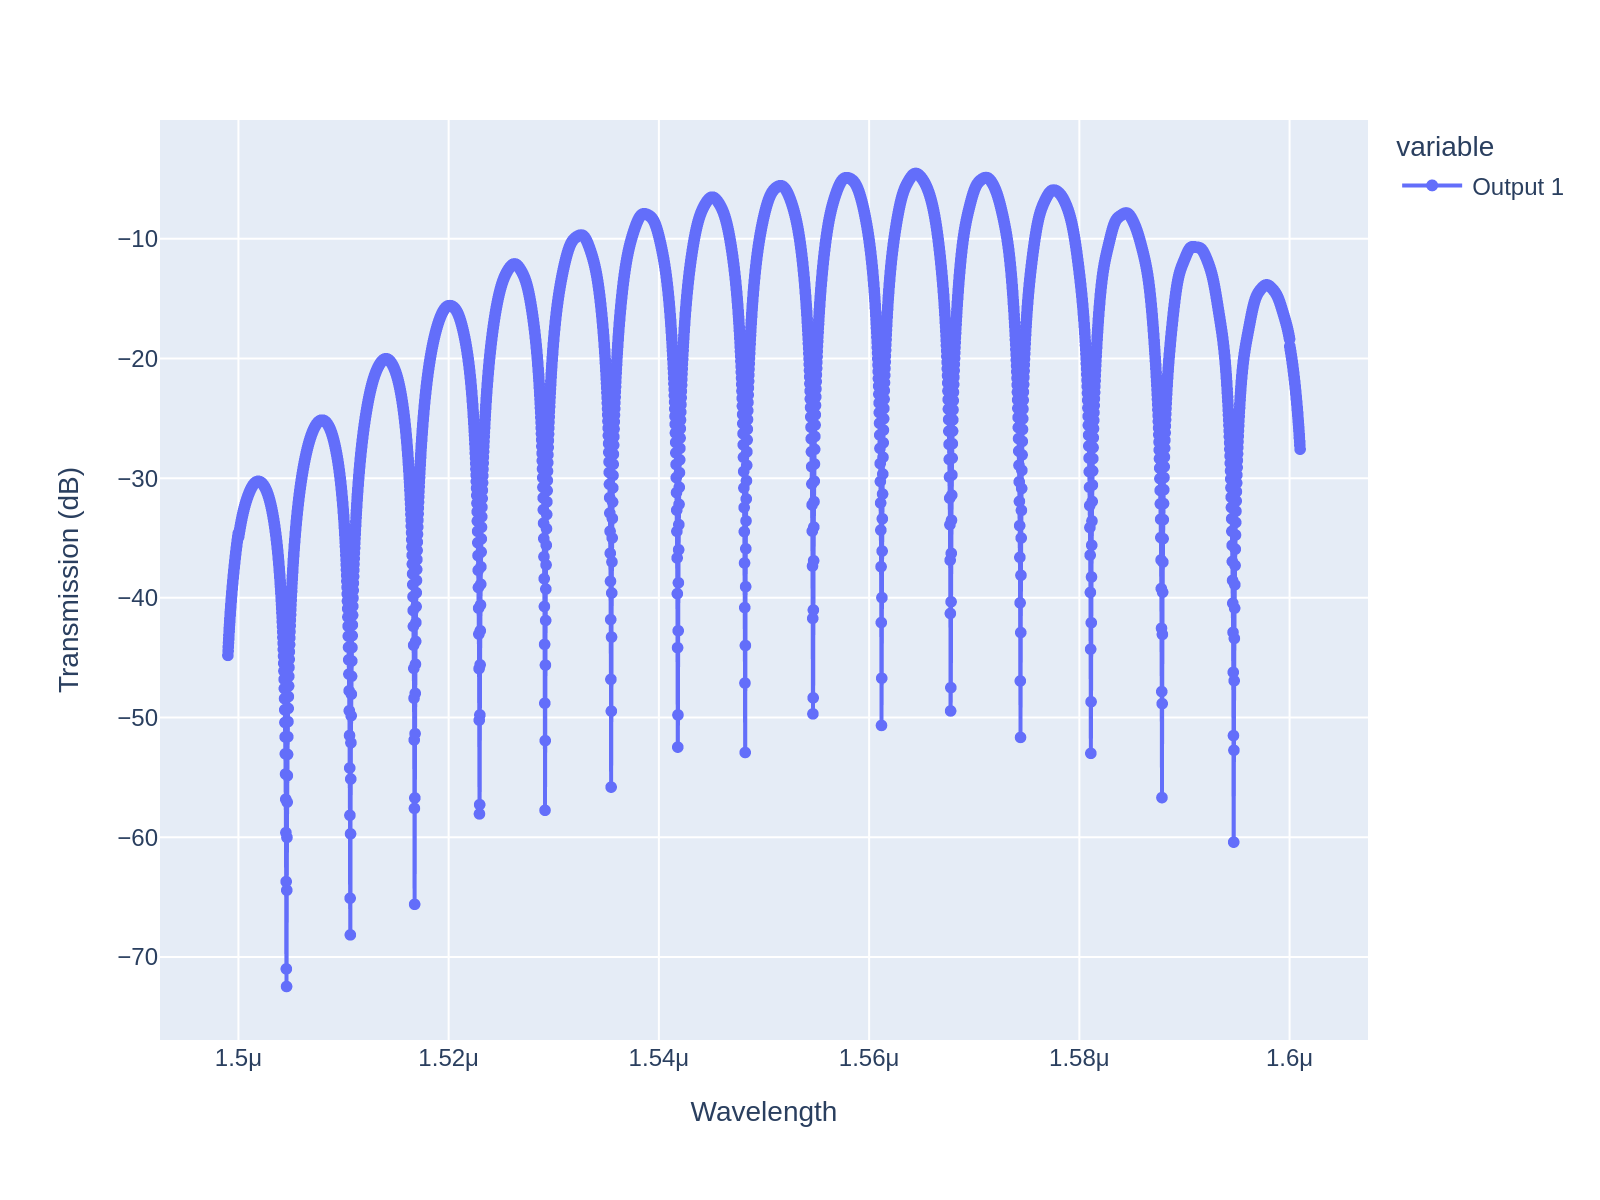 variable
Output 1
−10
−20
−30
−40
−50
−60
−70
Transmission (dB)
1.5μ
1.52μ
1.54μ
1.56μ
1.58μ
1.6μ
Wavelength